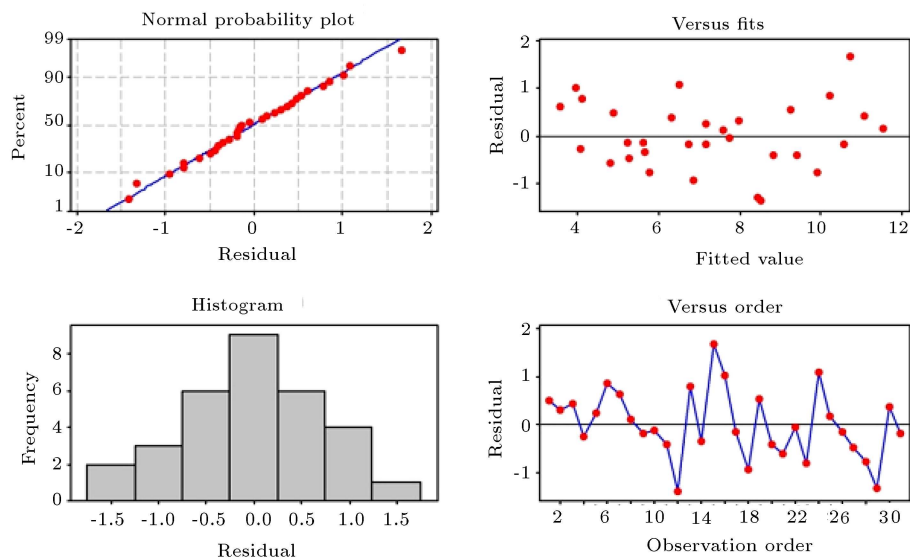 Normal probability plot
99
90
50
10
1
Percent
-2 -1 0 1 2
Residual
Versus fits
2
1
0
-1
Residual
4 6 8 10 12
Fitted value
Histogram
8
6
4
2
0
Frequency
-1.5 -1.0 -0.5 0.0 0.5 1.0 1.5
Residual
Versus order
2
1
0
-1
Residual
2 6 10 14 18 22 26 30
Observation order